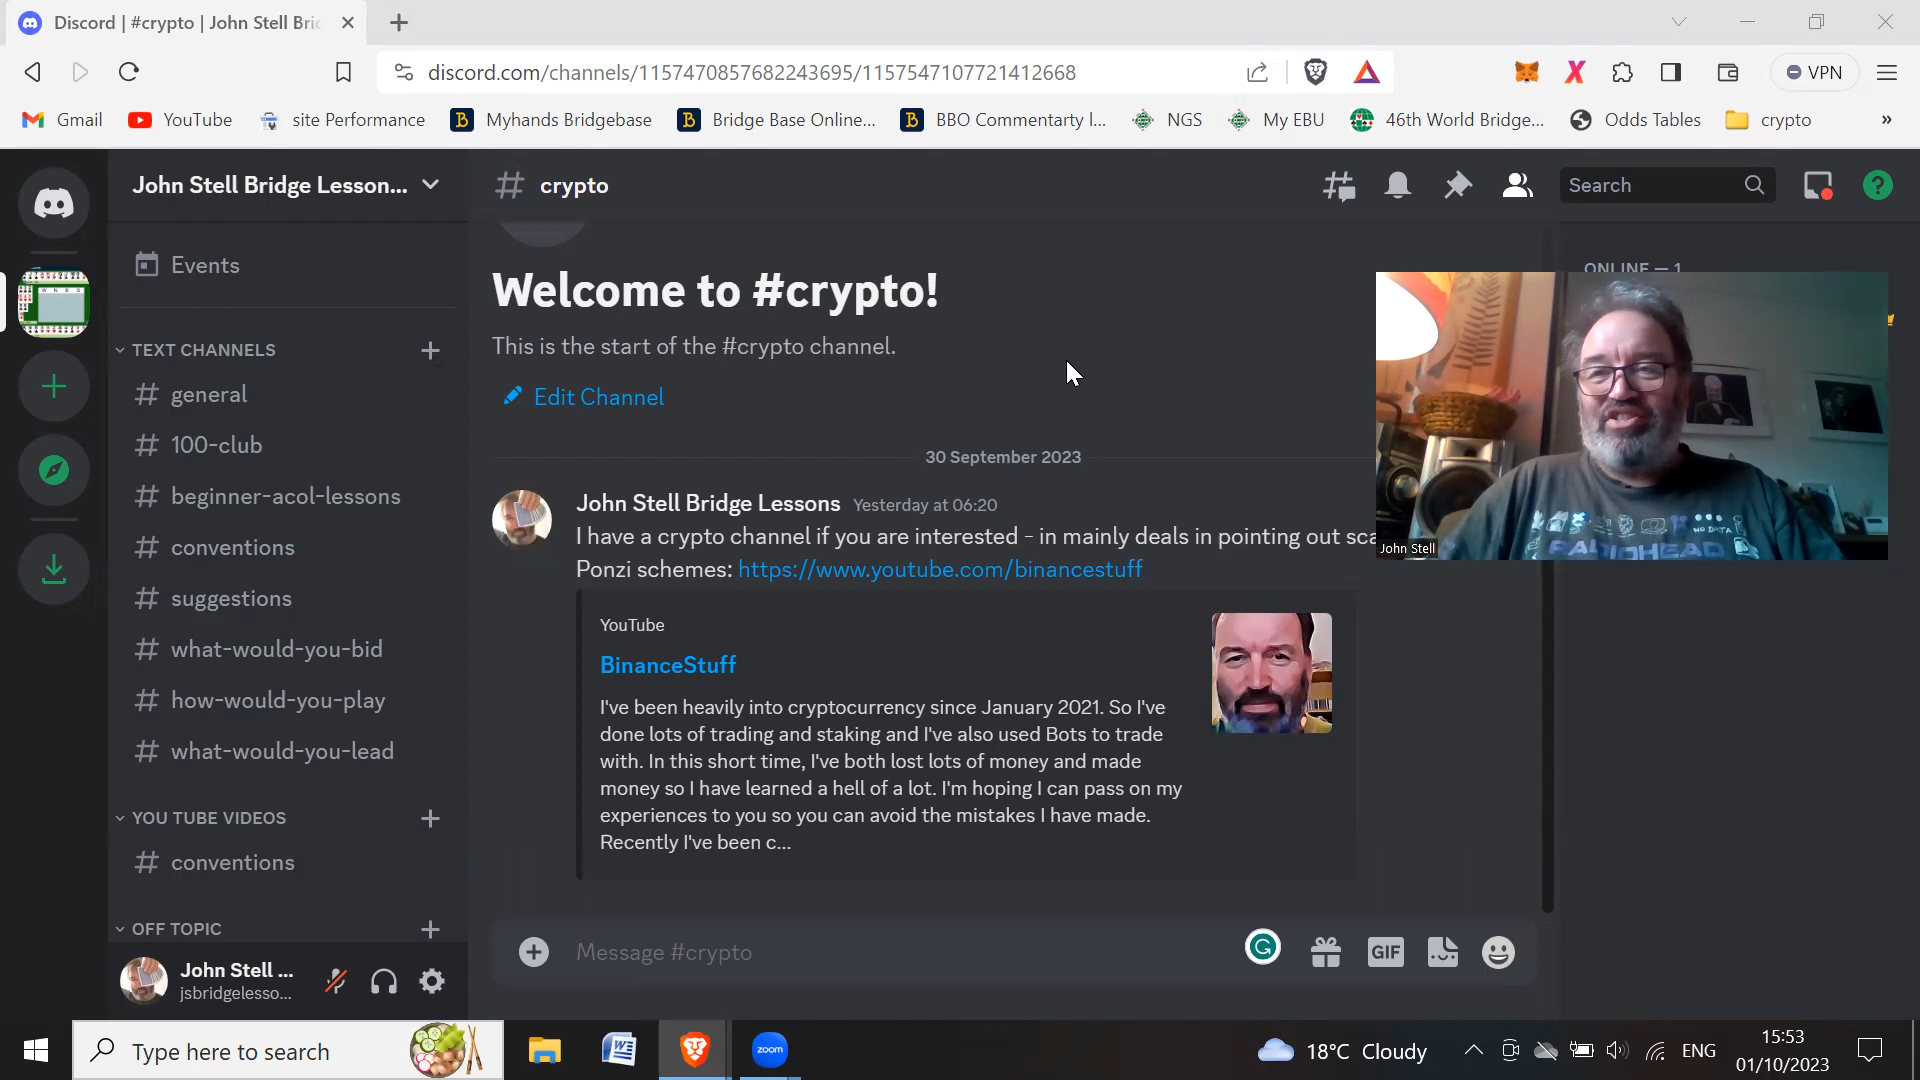 Discord | #crypto | John Stell Bri
discord.com/channels/1157470857682243695/1157547107721412668
VPN
Gmail
YouTube
site Performance
Myhands Bridgebase
Bridge Base Online...
BBO Commentarty l...
NGS
My EBU
46th World Bridge...
Odds Tables
crypto
»
John Stell Bridge Lesson...
# crypto
Search
Events
ONLINE — 1
Welcome to #crypto!
This is the start of the #crypto channel.
Edit Channel
TEXT CHANNELS
# general
# 100-club
# beginner-acol-lessons
# conventions
# suggestions
# what-would-you-bid
# how-would-you-play
# what-would-you-lead
YOU TUBE VIDEOS
# conventions
OFF TOPIC
30 September 2023
John Stell Bridge Lessons Yesterday at 06:20
I have a crypto channel if you are interested - in mainly deals in pointing out sca
Ponzi schemes: https://www.youtube.com/binancestuff
YouTube
BinanceStuff
I've been heavily into cryptocurrency since January 2021. So I've
done lots of trading and staking and I've also used Bots to trade
with. In this short time, I've both lost lots of money and made
money so I have learned a hell of a lot. I'm hoping I can pass on my
experiences to you so you can avoid the mistakes I have made.
Recently I've been c...
NO DATA
RADIOHEAD
John Stell
Message #crypto
GIF
John Stell ...
jsbridgelesso...
Type here to search
zoom
18°C Cloudy
ENG
15:53
01/10/2023